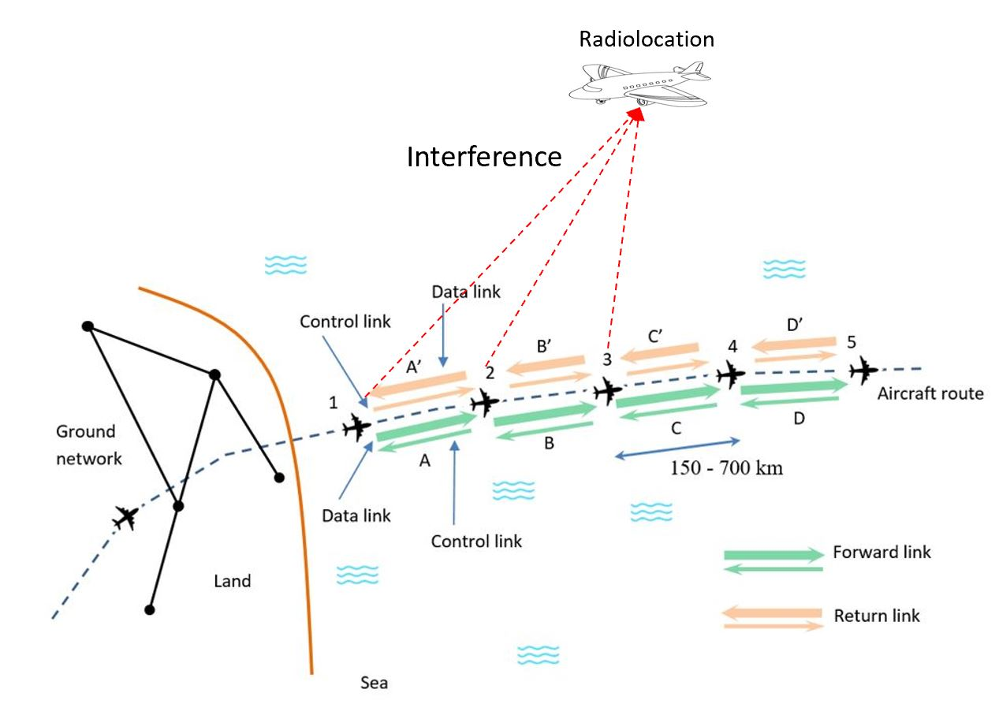 Radiolocation
Interference
Data link
Control link
A’
B’
C’
D’
1
2
3
4
5
Aircraft route
Ground
network
A
B
C
D
150 - 700 km
Data link
Control link
Forward link
Land
Return link
Sea